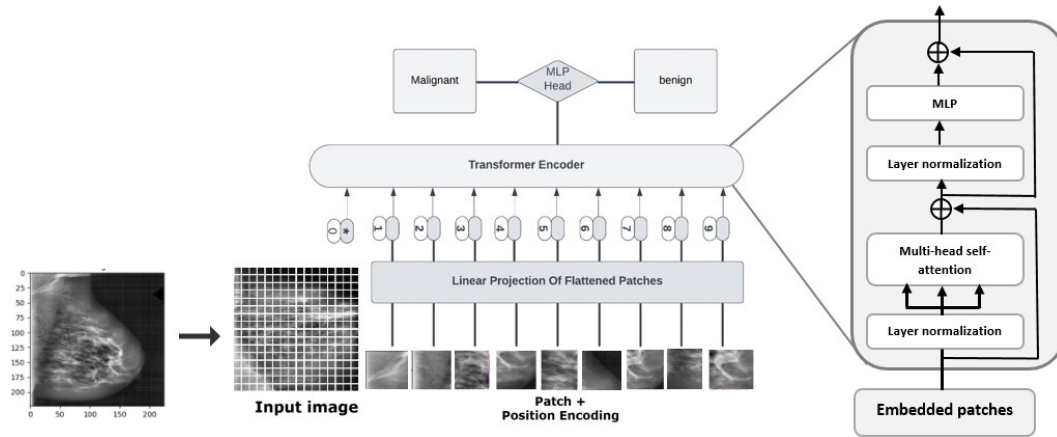 Malignant
MLP
Head
benign
Transformer Encoder
0 *
1
2
3
4
5
6
7
8
9
Linear Projection Of Flattened Patches
0
25
50
75
100
125
150
175
200
0 50 100 150 200
Input image
Patch +
Position Encoding
MLP
Layer normalization
Multi-head self-
attention
Layer normalization
Embedded patches